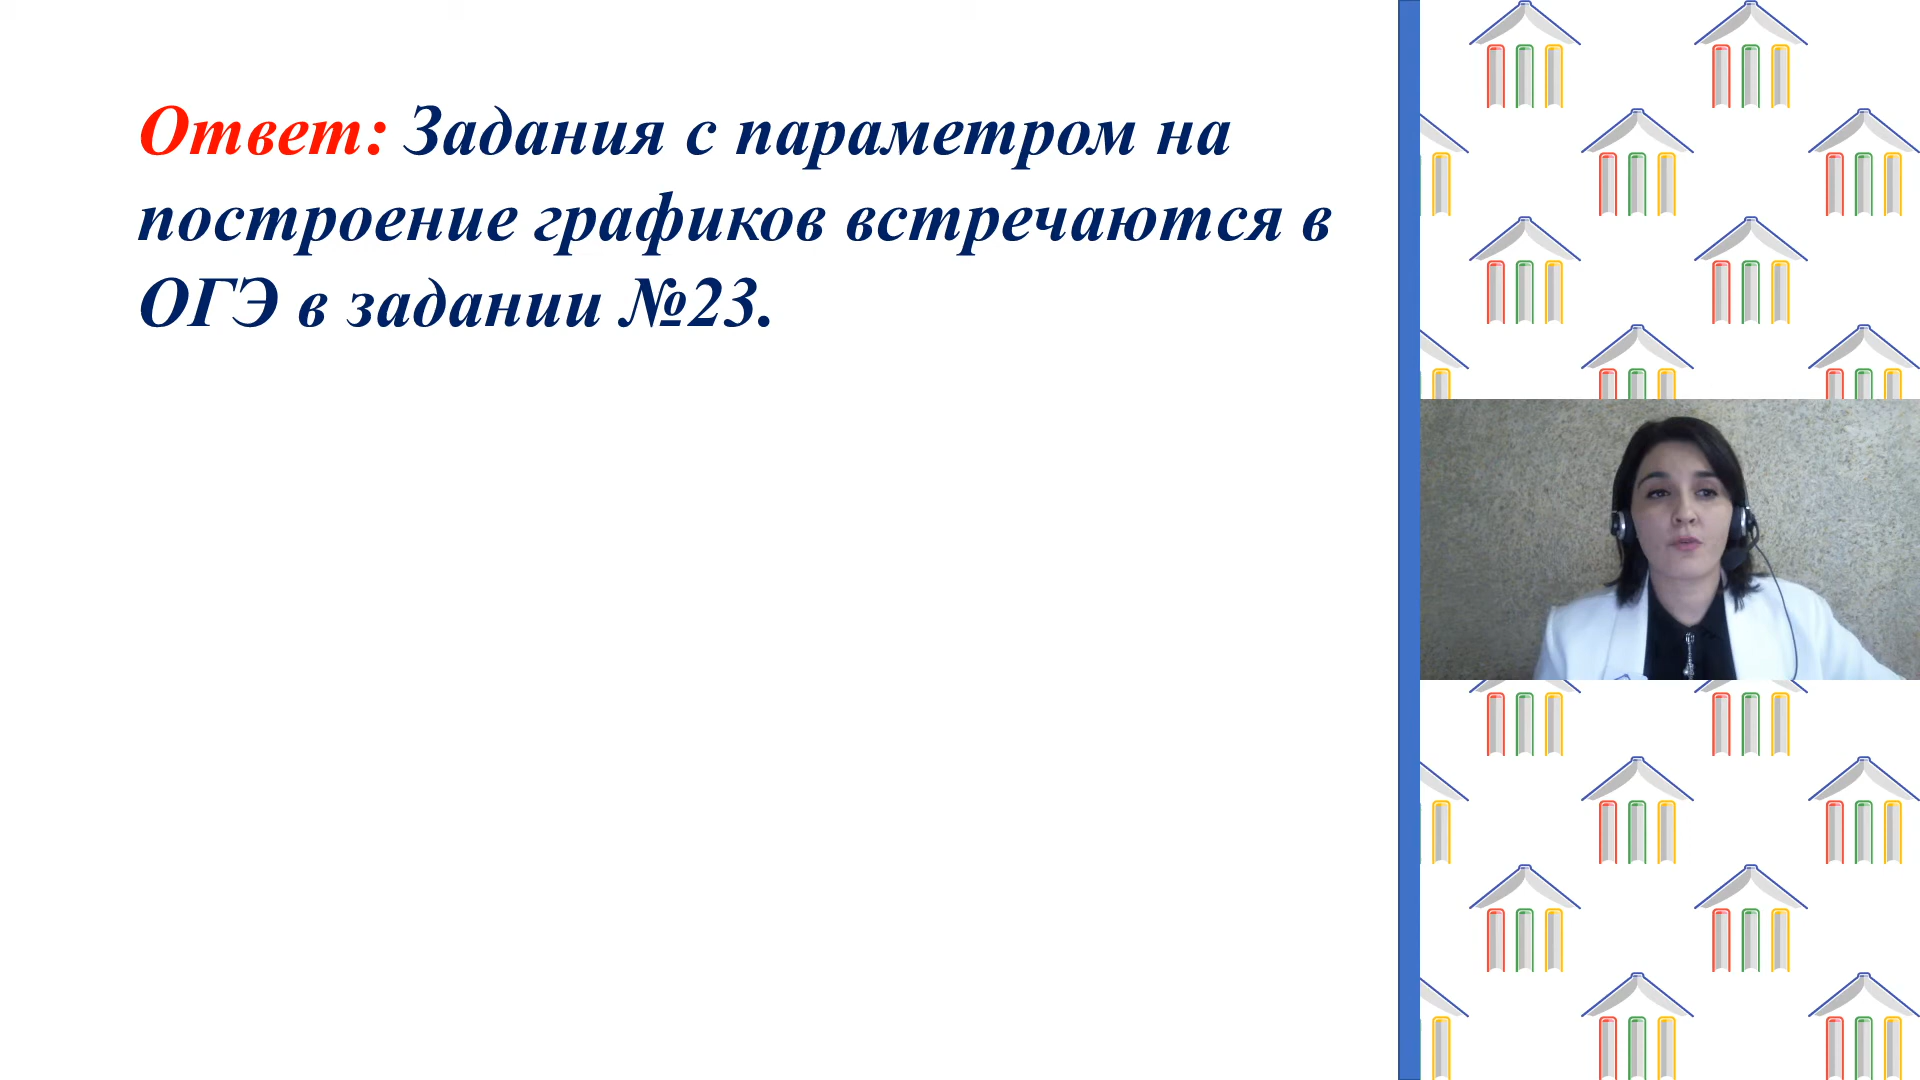 Ответ: Задания с параметром на
построение графиков встречаются в
ОГЭ в задании №23.